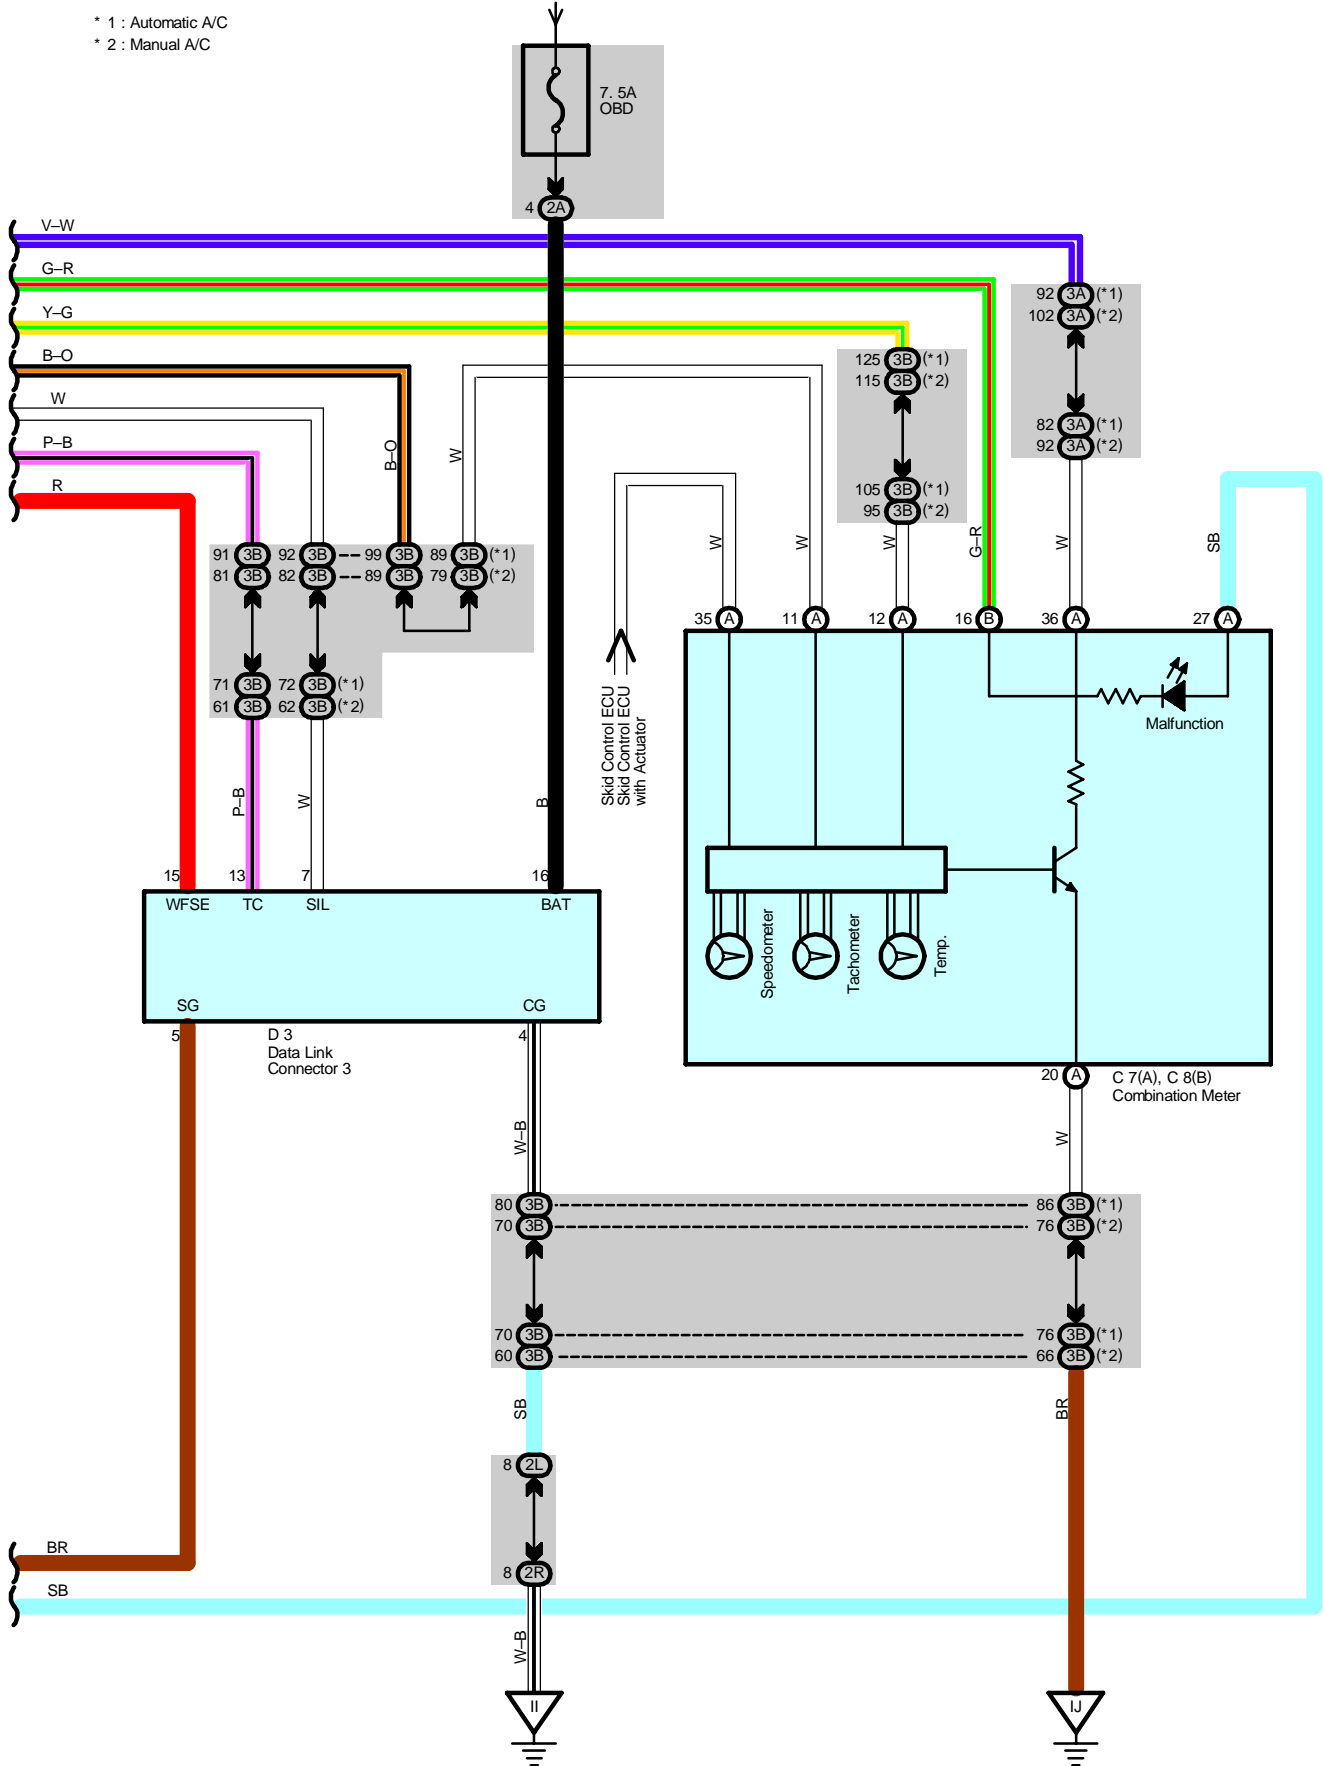 * 1 : Automatic A/C
* 2 : Manual A/C
7. 5A
OBD
4 2A
V–W
G–R
Y–G
B–O
W
P–B
R
92 3A (* 1)
102 3A (* 2)
125 3B (* 1)
115 3B (* 2)
82 3A (* 1)
92 3A (* 2)
B–O
W
105 3B (* 1)
95 3B (* 2)
W
W
W
G–R
W
SB
91 3B 92 3B 99 3B 89 3B (* 1)
81 3B 82 3B 89 3B 79 3B (* 2)
35 A 11 A 12 A 16 B 36 A 27 A
71 3B 72 3B (* 1)
61 3B 62 3B (* 2)
Skid Control ECU
Skid Control ECU
with Actuator
Malfunction
P–B
W
B
15 13 7 16
WFSE TC SIL BAT
Speedometer
Tachometer
Temp.
SG CG
5 4
D 3
Data Link
Connector 3
20 A
C 7(A), C 8(B)
Combination Meter
W–B
W
80 3B 86 3B (* 1)
70 3B 76 3B (* 2)
70 3B 76 3B (* 1)
60 3B 66 3B (* 2)
SB
BR
8 2L
8 2R
BR
SB
W–B
II
IJ